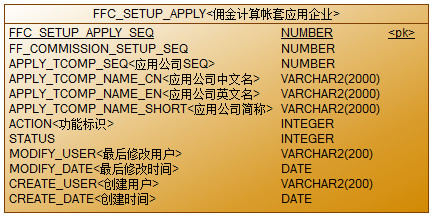 FFC_SETUP_APPLY<佣金计算帐套应用企业>
FFC_SETUP_APPLY_SEQ NUMBER <pk>
FF_COMMISSION_SETUP_SEQ NUMBER
APPLY_TCOMP_SEQ<应用公司SEQ> NUMBER
APPLY_TCOMP_NAME_CN<应用公司中文名> VARCHAR2(2000)
APPLY_TCOMP_NAME_EN<应用公司英文名> VARCHAR2(2000)
APPLY_TCOMP_NAME_SHORT<应用公司简称> VARCHAR2(2000)
ACTION<功能标识> INTEGER
STATUS INTEGER
MODIFY_USER<最后修改用户> VARCHAR2(200)
MODIFY_DATE<最后修改时间> DATE
CREATE_USER<创建用户> VARCHAR2(200)
CREATE_DATE<创建时间> DATE